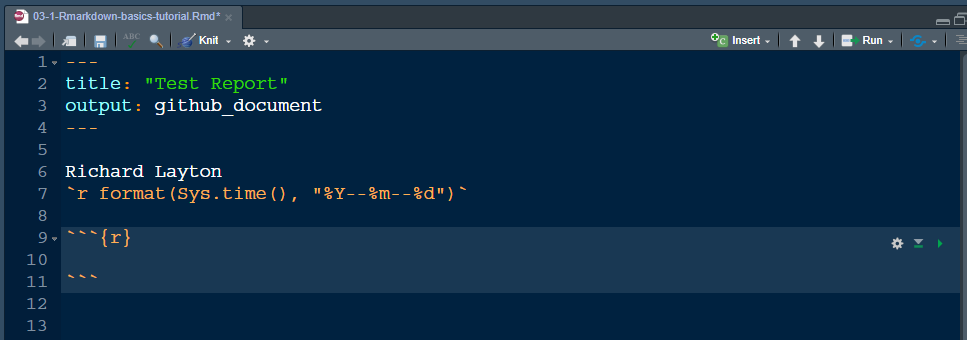 03-1-Rmarkdown-basics-tutorial.Rmd*
ABC Knit Insert Run
1 ---
2 title: "Test Report"
3 output: github_document
4 ---
5
6 Richard Layton
7 `r format(Sys.time(), "%Y--%m--%d")`
8
9 ```{r}
10
11 ```
12
13